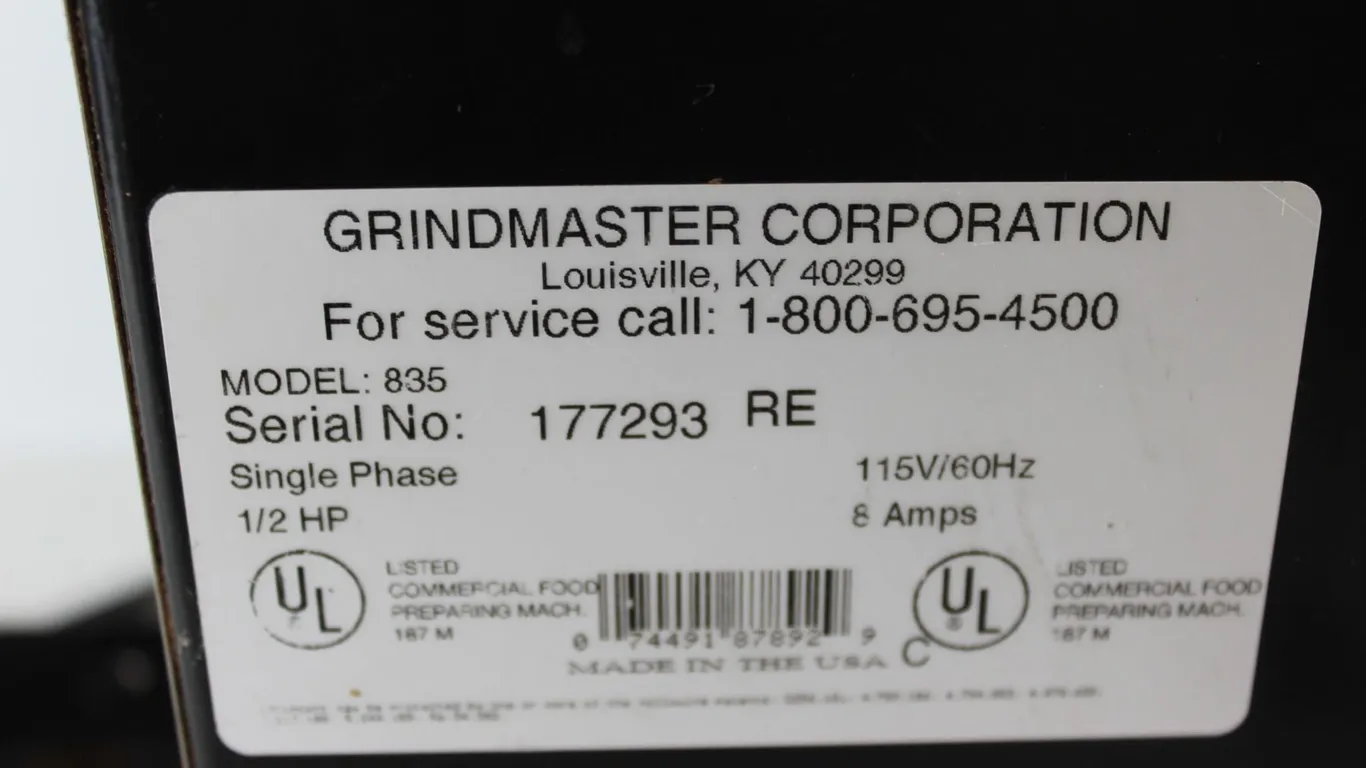 GRINDMASTER CORPORATION
Louisville, KY 40299
For service call: 1-800-695-4500
MODEL: 835
Serial No: 177293 RE
Single Phase 115V/60Hz
1/2 HP 8 Amps
UL LISTED
COMMERCIAL FOOD
PREPARING MACH.
187 M
0 74491 87892 9
MADE IN THE USA
C UL ® LISTED
COMMERCIAL FOOD
PREPARING MACH.
187 M